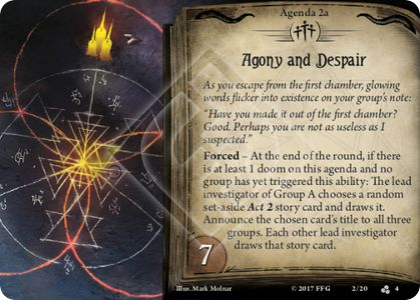 Agenda 2a
Agony and Despair
As you escape from the first chamber, glowing
words flicker into existence on your group's note:
"Have you made it out of the first chamber?
Good. Perhaps you are not as useless as I
suspected."
Forced – At the end of the round, if there
is at least 1 doom on this agenda and no
group has yet triggered this ability: The lead
investigator of Group A chooses a random
set-aside Act 2 story card and draws it.
Announce the chosen card's title to all three
groups. Each other lead investigator
draws that story card.
7
Illus. Mark Molnar © 2017 FFG 2/20 4